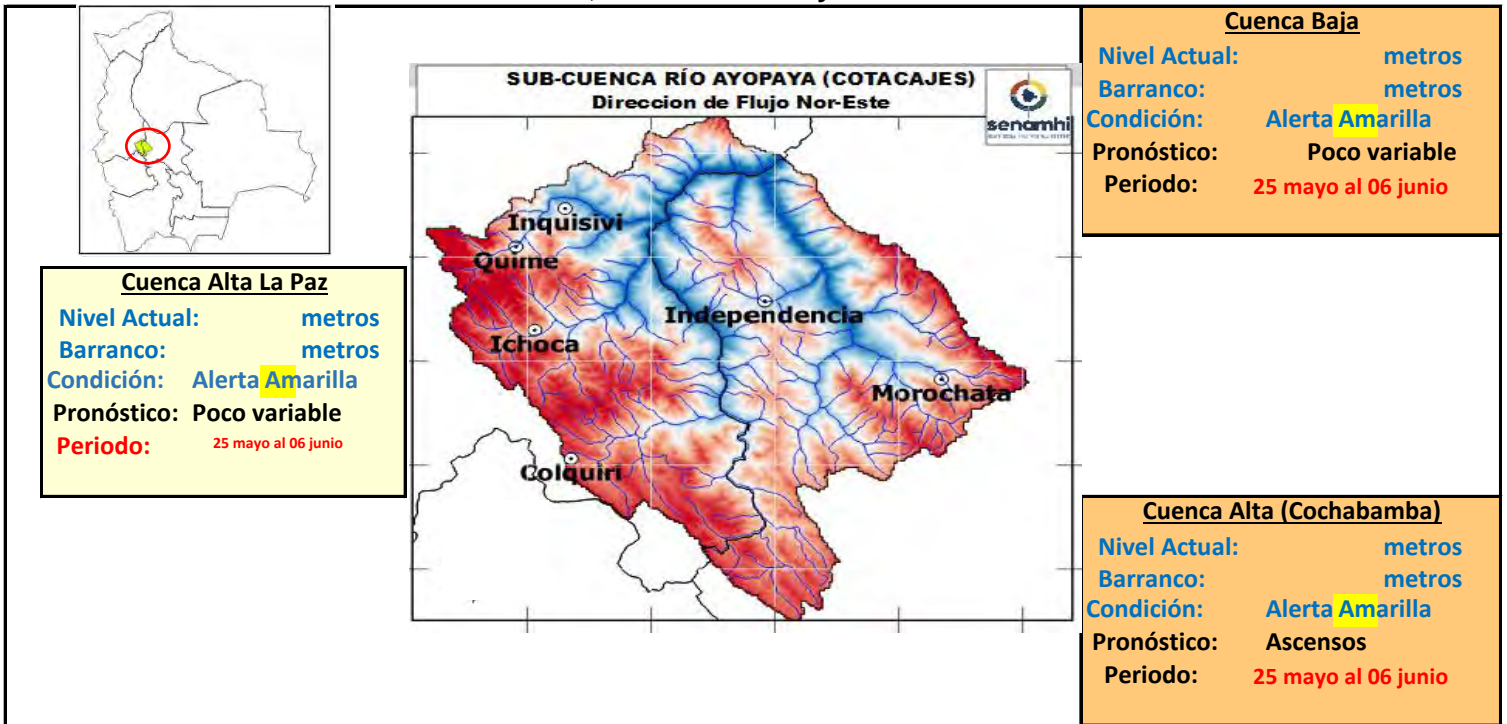 Cuenca Baja
Nivel Actual: metros
Barranco: metros
Condición: Alerta Amarilla
Pronóstico: Poco variable
Periodo: 25 mayo al 06 junio
SUB-CUENCA RÍO AYOPAYA (COTACAJES)
Direccion de Flujo Nor-Este
senamhi
Inquisivi
Quime
Independencia
Ichoca
Morochata
Colquiri
Cuenca Alta La Paz
Nivel Actual: metros
Barranco: metros
Condición: Alerta Amarilla
Pronóstico: Poco variable
Periodo: 25 mayo al 06 junio
Cuenca Alta (Cochabamba)
Nivel Actual: metros
Barranco: metros
Condición: Alerta Amarilla
Pronóstico: Ascensos
Periodo: 25 mayo al 06 junio